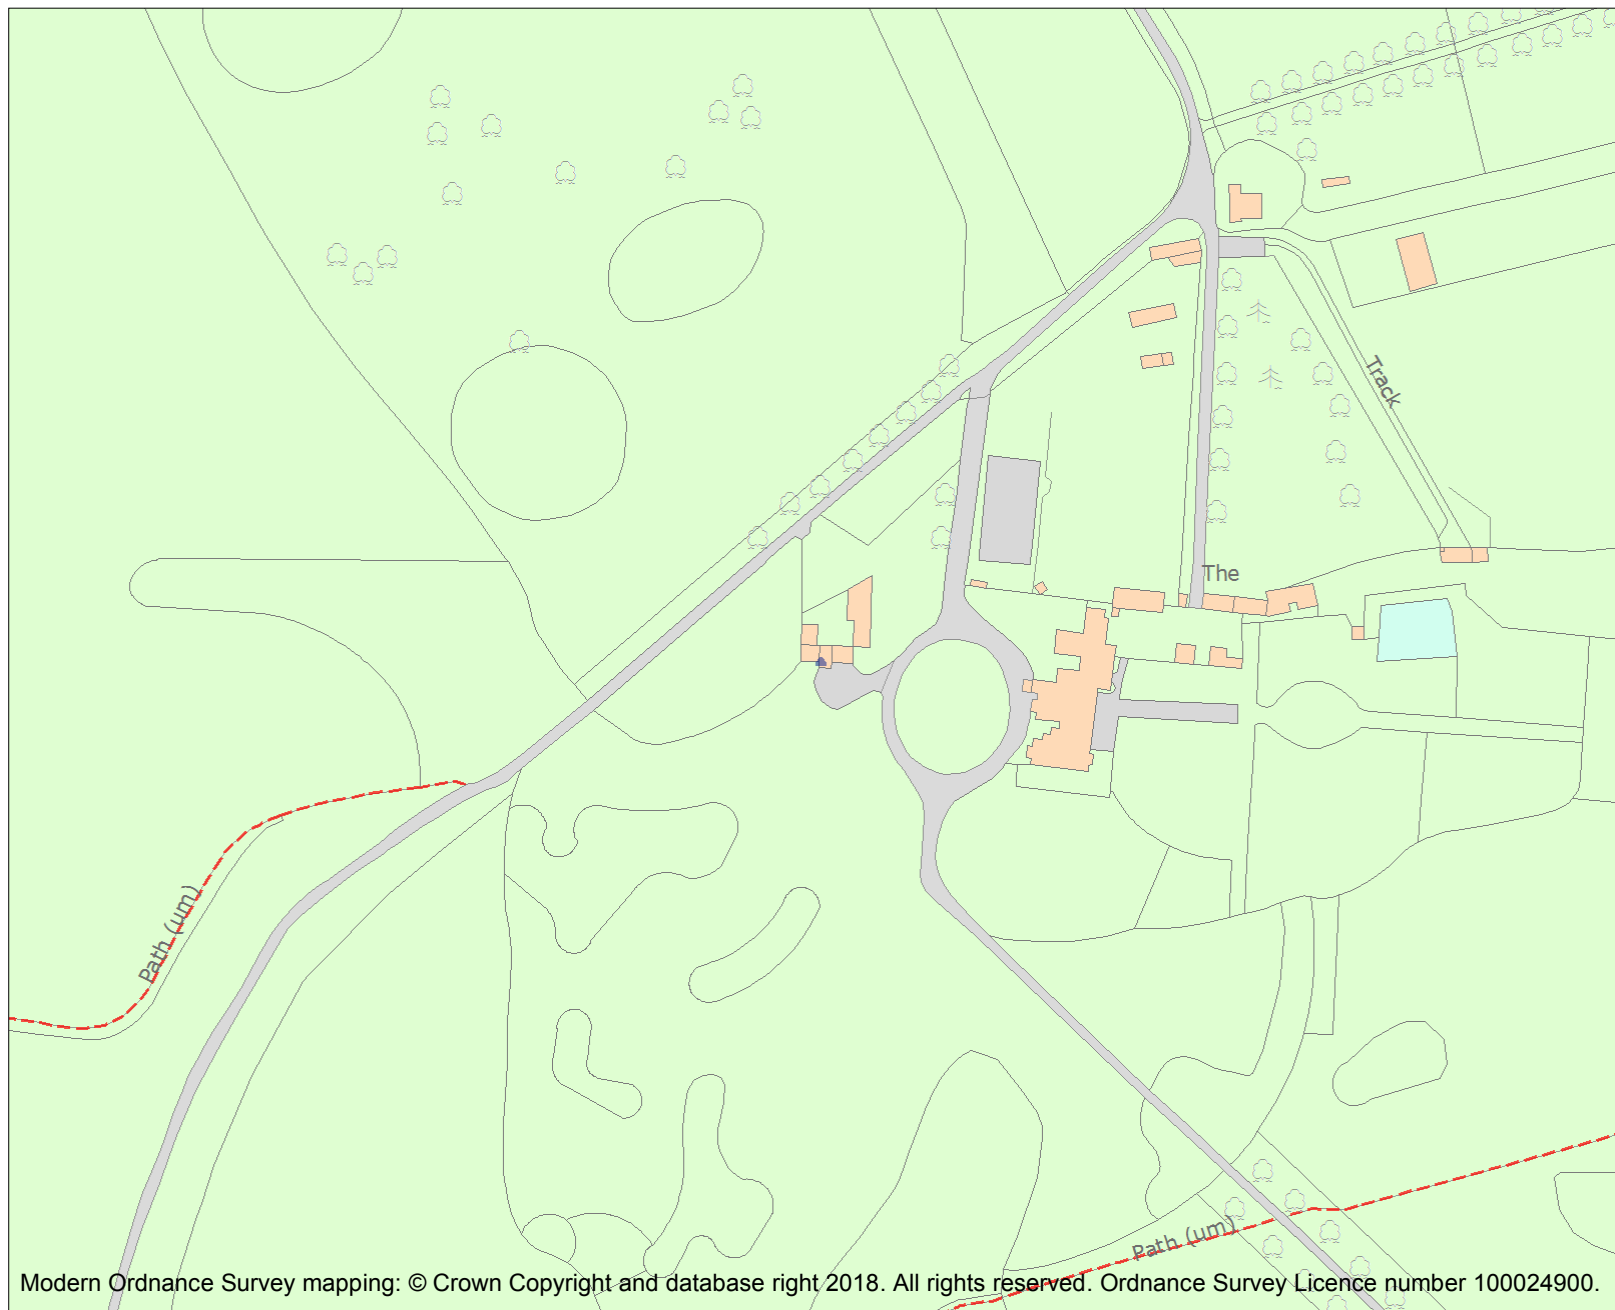 Track
The
Path (um)
Path (um)
Modern Ordnance Survey mapping: © Crown Copyright and database right 2018. All rights reserved. Ordnance Survey Licence number 100024900.